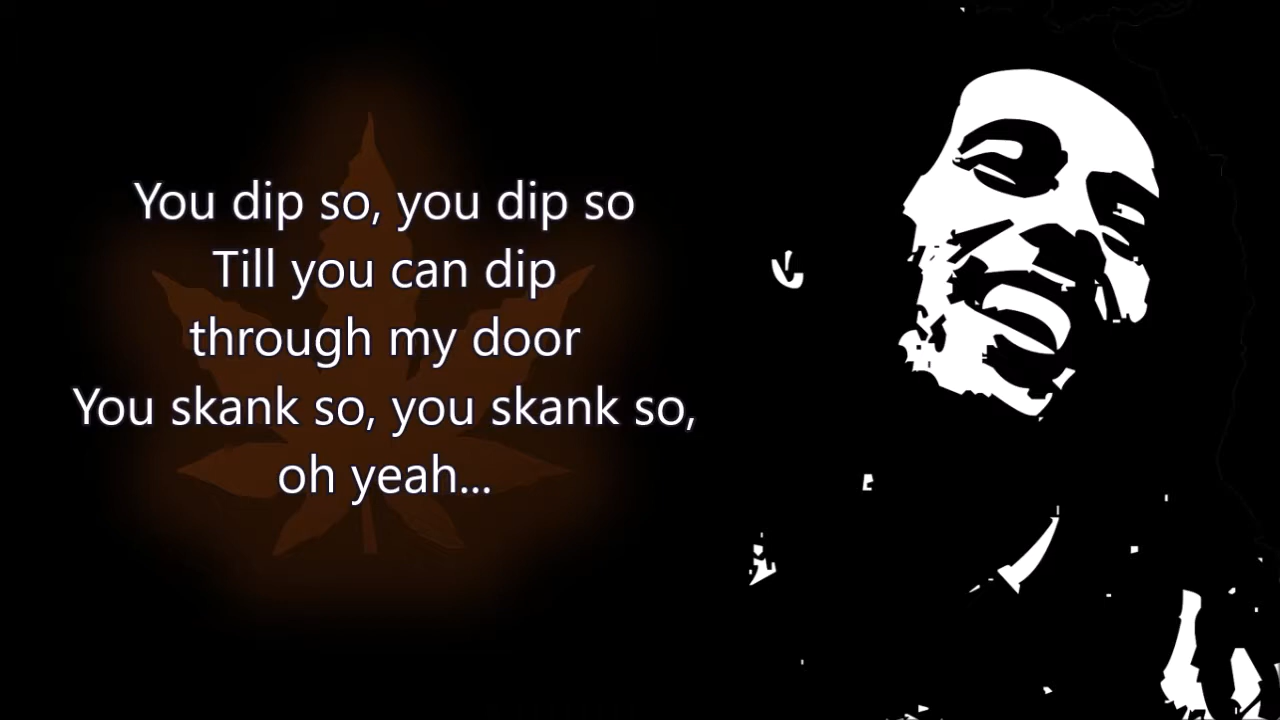 You dip so, you dip so
Till you can dip
through my door
You skank so, you skank so,
oh yeah...